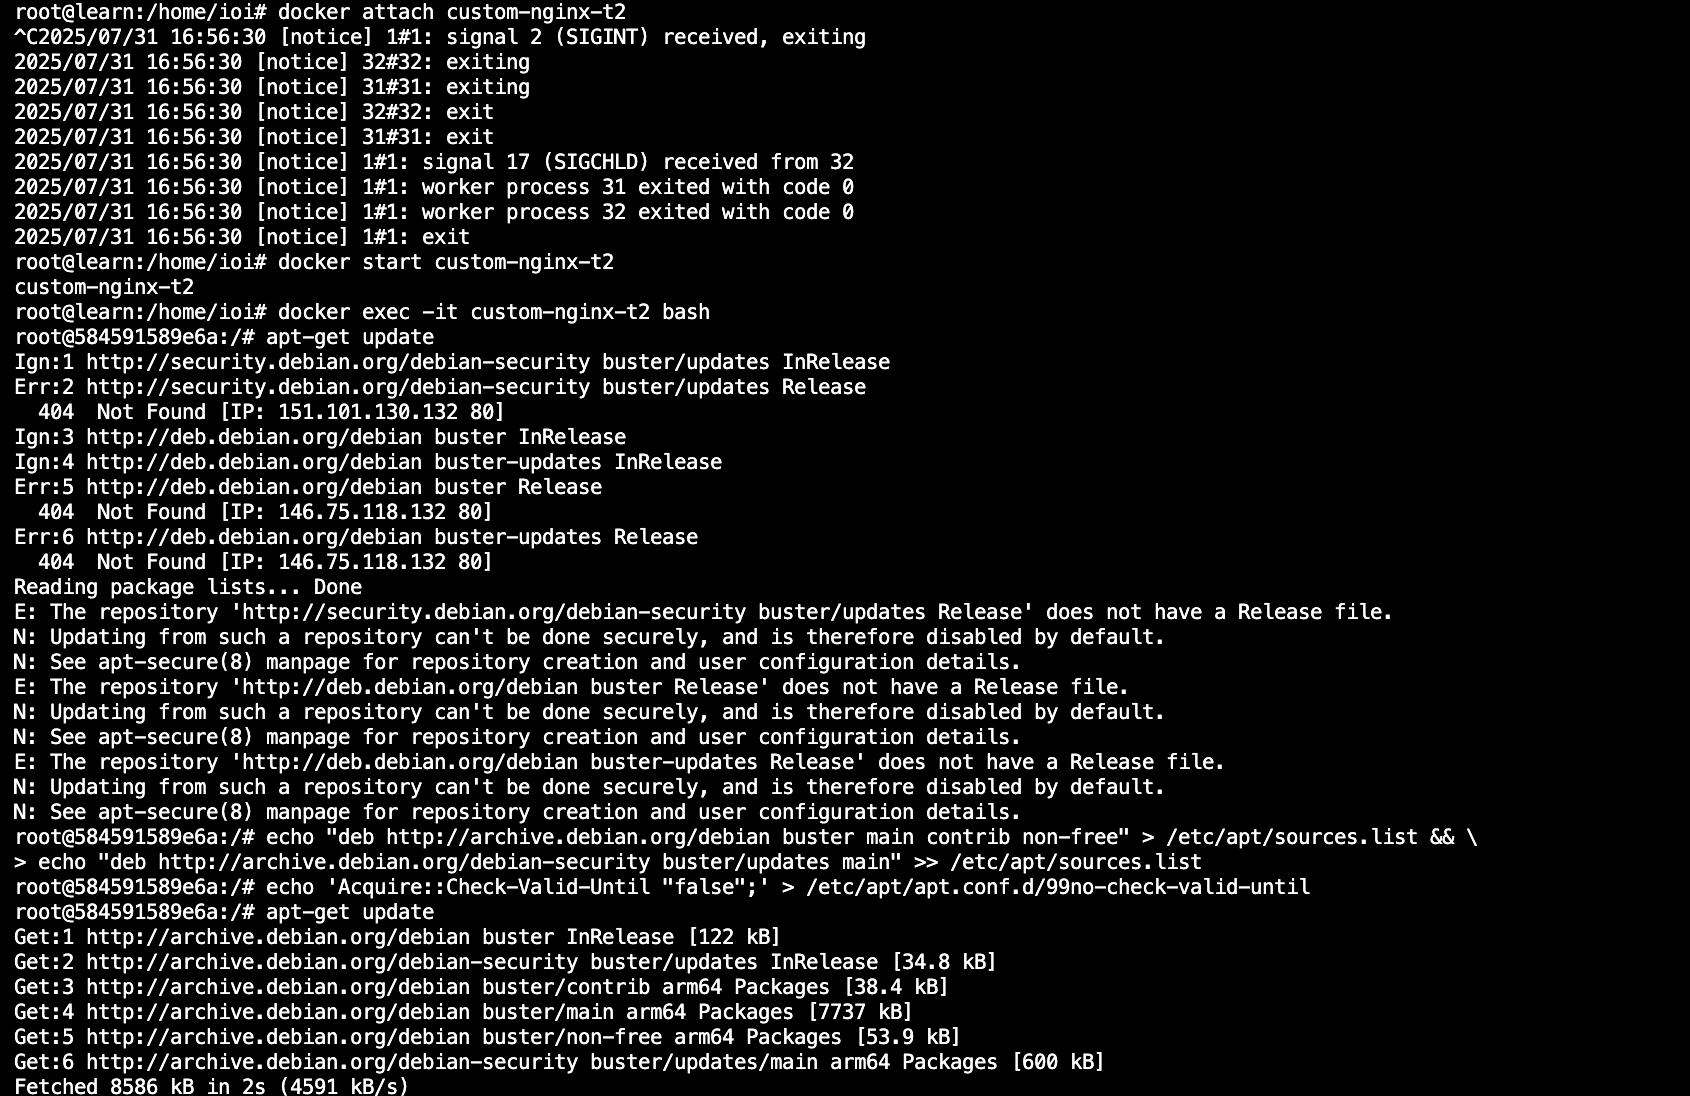 root@learn:/home/ioi# docker attach custom-nginx-t2
^C2025/07/31 16:56:30 [notice] 1#1: signal 2 (SIGINT) received, exiting
2025/07/31 16:56:30 [notice] 32#32: exiting
2025/07/31 16:56:30 [notice] 31#31: exiting
2025/07/31 16:56:30 [notice] 32#32: exit
2025/07/31 16:56:30 [notice] 31#31: exit
2025/07/31 16:56:30 [notice] 1#1: signal 17 (SIGCHLD) received from 32
2025/07/31 16:56:30 [notice] 1#1: worker process 31 exited with code 0
2025/07/31 16:56:30 [notice] 1#1: worker process 32 exited with code 0
2025/07/31 16:56:30 [notice] 1#1: exit
root@learn:/home/ioi# docker start custom-nginx-t2
custom-nginx-t2
root@learn:/home/ioi# docker exec -it custom-nginx-t2 bash
root@584591589e6a:/# apt-get update
Ign:1 http://security.debian.org/debian-security buster/updates InRelease
Err:2 http://security.debian.org/debian-security buster/updates Release
  404  Not Found [IP: 151.101.130.132 80]
Ign:3 http://deb.debian.org/debian buster InRelease
Ign:4 http://deb.debian.org/debian buster-updates InRelease
Err:5 http://deb.debian.org/debian buster Release
  404  Not Found [IP: 146.75.118.132 80]
Err:6 http://deb.debian.org/debian buster-updates Release
  404  Not Found [IP: 146.75.118.132 80]
Reading package lists... Done
E: The repository 'http://security.debian.org/debian-security buster/updates Release' does not have a Release file.
N: Updating from such a repository can't be done securely, and is therefore disabled by default.
N: See apt-secure(8) manpage for repository creation and user configuration details.
E: The repository 'http://deb.debian.org/debian buster Release' does not have a Release file.
N: Updating from such a repository can't be done securely, and is therefore disabled by default.
N: See apt-secure(8) manpage for repository creation and user configuration details.
E: The repository 'http://deb.debian.org/debian buster-updates Release' does not have a Release file.
N: Updating from such a repository can't be done securely, and is therefore disabled by default.
N: See apt-secure(8) manpage for repository creation and user configuration details.
root@584591589e6a:/# echo "deb http://archive.debian.org/debian buster main contrib non-free" > /etc/apt/sources.list && \
> echo "deb http://archive.debian.org/debian-security buster/updates main" >> /etc/apt/sources.list
root@584591589e6a:/# echo 'Acquire::Check-Valid-Until "false";' > /etc/apt/apt.conf.d/99no-check-valid-until
root@584591589e6a:/# apt-get update
Get:1 http://archive.debian.org/debian buster InRelease [122 kB]
Get:2 http://archive.debian.org/debian-security buster/updates InRelease [34.8 kB]
Get:3 http://archive.debian.org/debian buster/contrib arm64 Packages [38.4 kB]
Get:4 http://archive.debian.org/debian buster/main arm64 Packages [7737 kB]
Get:5 http://archive.debian.org/debian buster/non-free arm64 Packages [53.9 kB]
Get:6 http://archive.debian.org/debian-security buster/updates/main arm64 Packages [600 kB]
Fetched 8586 kB in 2s (4591 kB/s)